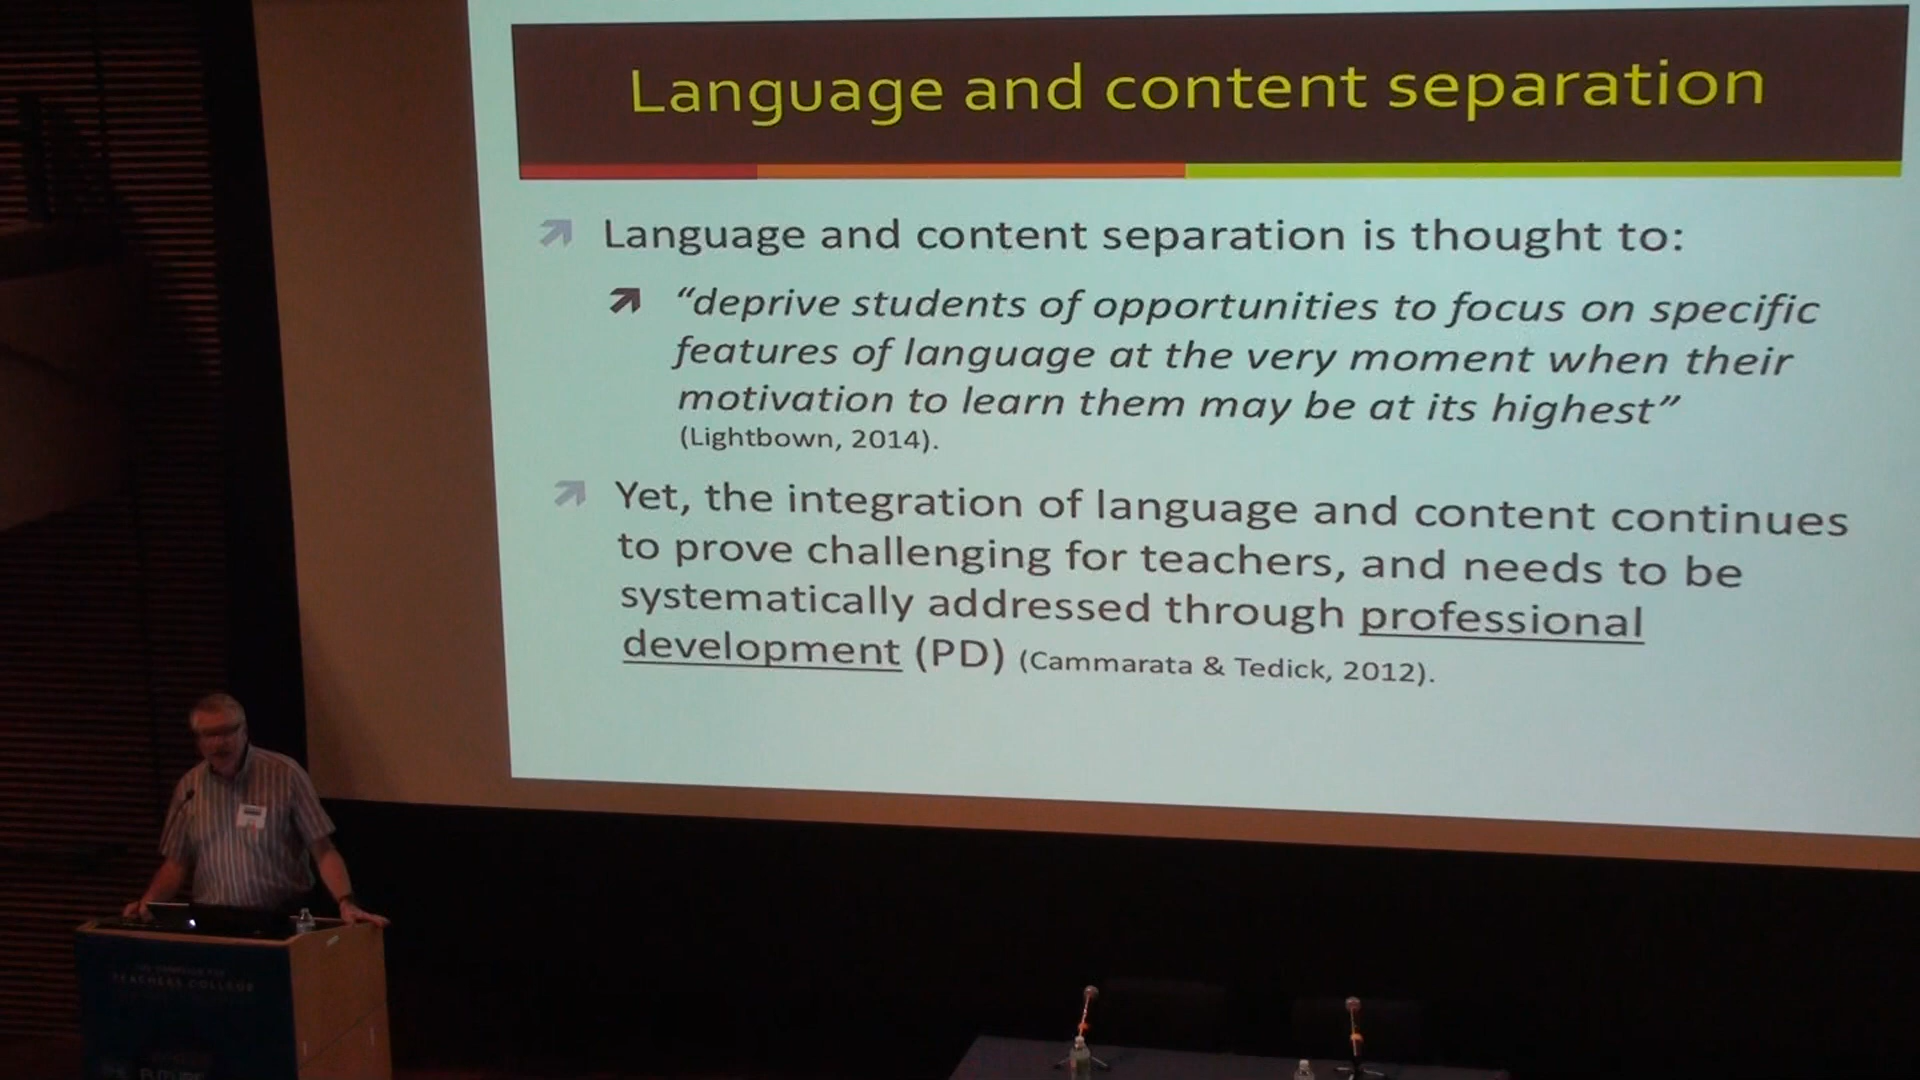 Language and content separation
Language and content separation is thought to:
“deprive students of opportunities to focus on specific
features of language at the very moment when their
motivation to learn them may be at its highest”
(Lightbown, 2014).
Yet, the integration of language and content continues
to prove challenging for teachers, and needs to be
systematically addressed through professional
development (PD) (Cammarata & Tedick, 2012).
TEACHERS COLLEGE
FUTURE